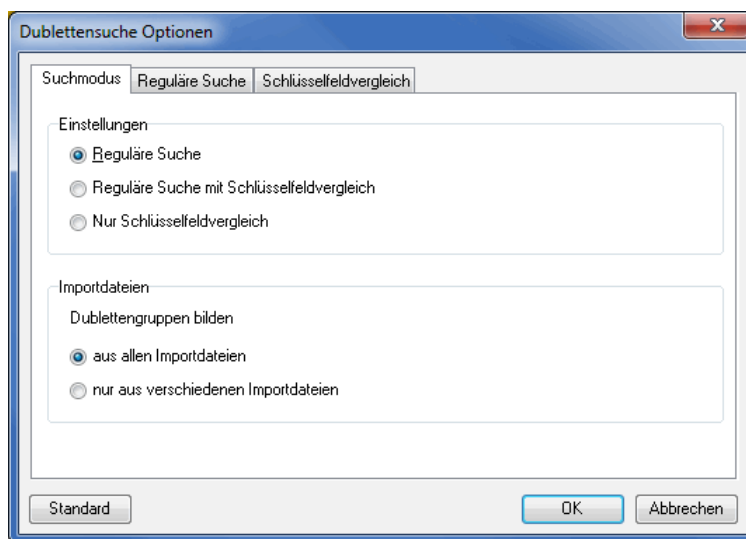 Dublettensuche Optionen
Suchmodus Reguläre Suche Schlüsselfeldvergleich
Einstellungen
Reguläre Suche
Reguläre Suche mit Schlüsselfeldvergleich
Nur Schlüsselfeldvergleich
Importdateien
Dublettengruppen bilden
aus allen Importdateien
nur aus verschiedenen Importdateien
Standard OK Abbrechen